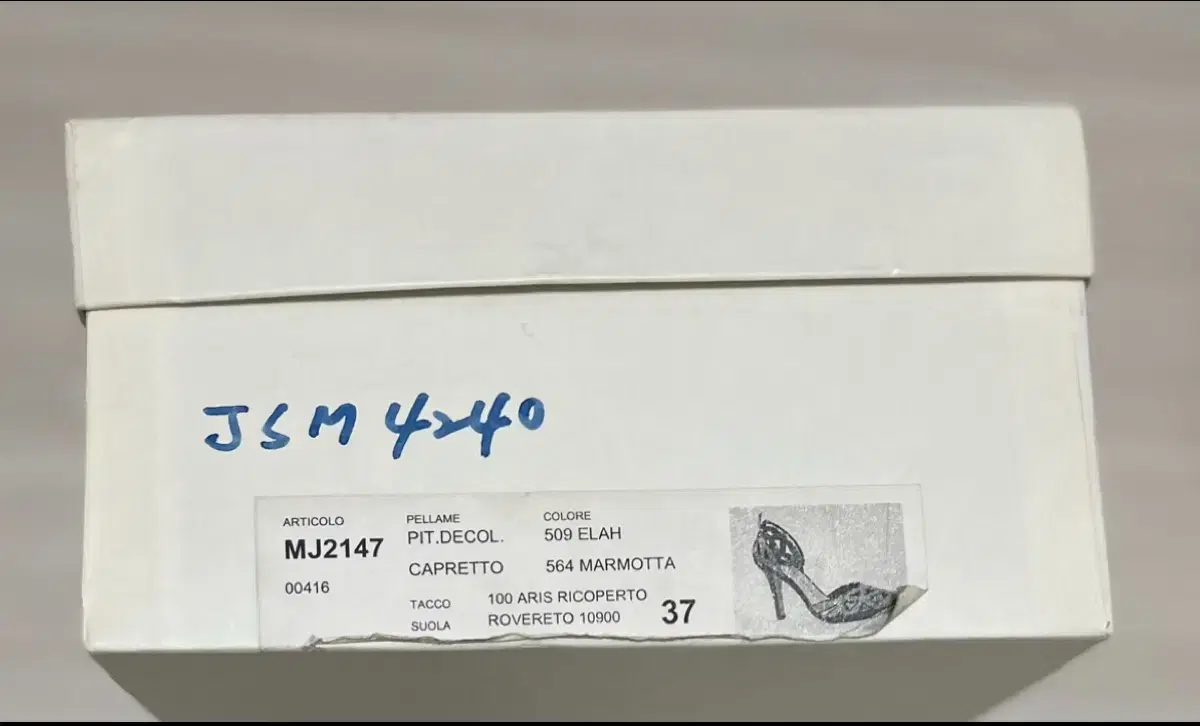 JSM 4240
ARTICOLO PELLAME COLORE
MJ2147 PIT.DECOL. 509 ELAH
CAPRETTO 564 MARMOTTA
00416
TACCO 100 ARIS RICOPERTO
SUOLA ROVERETO 10900 37